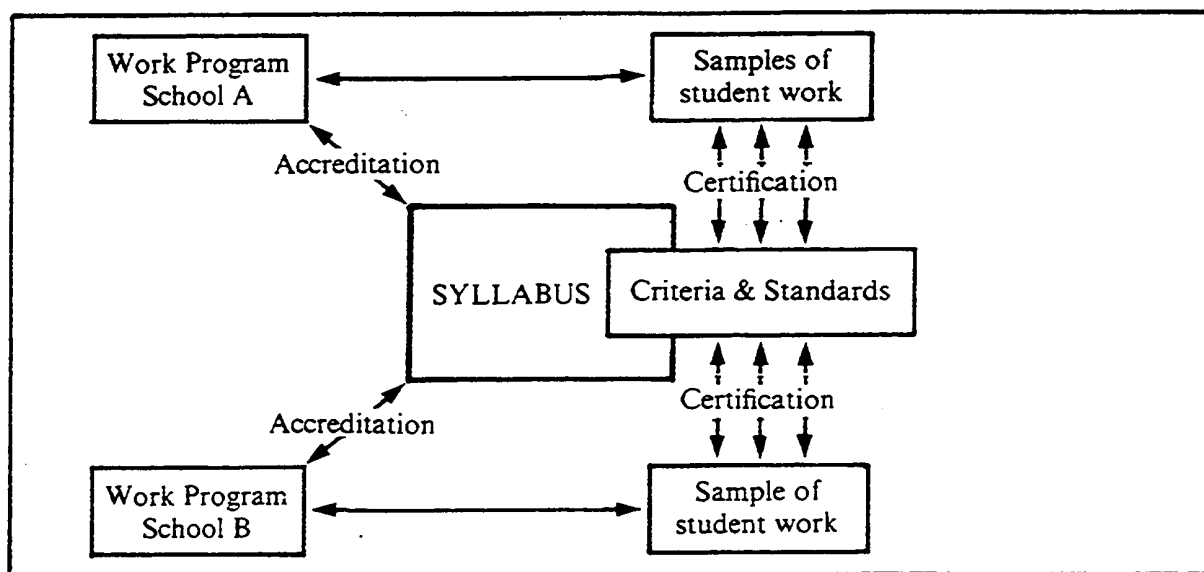 Work Program
School A
Samples of
student work
Accreditation
Certification
SYLLABUS
Criteria & Standards
Accreditation
Certification
Work Program
School B
Sample of
student work